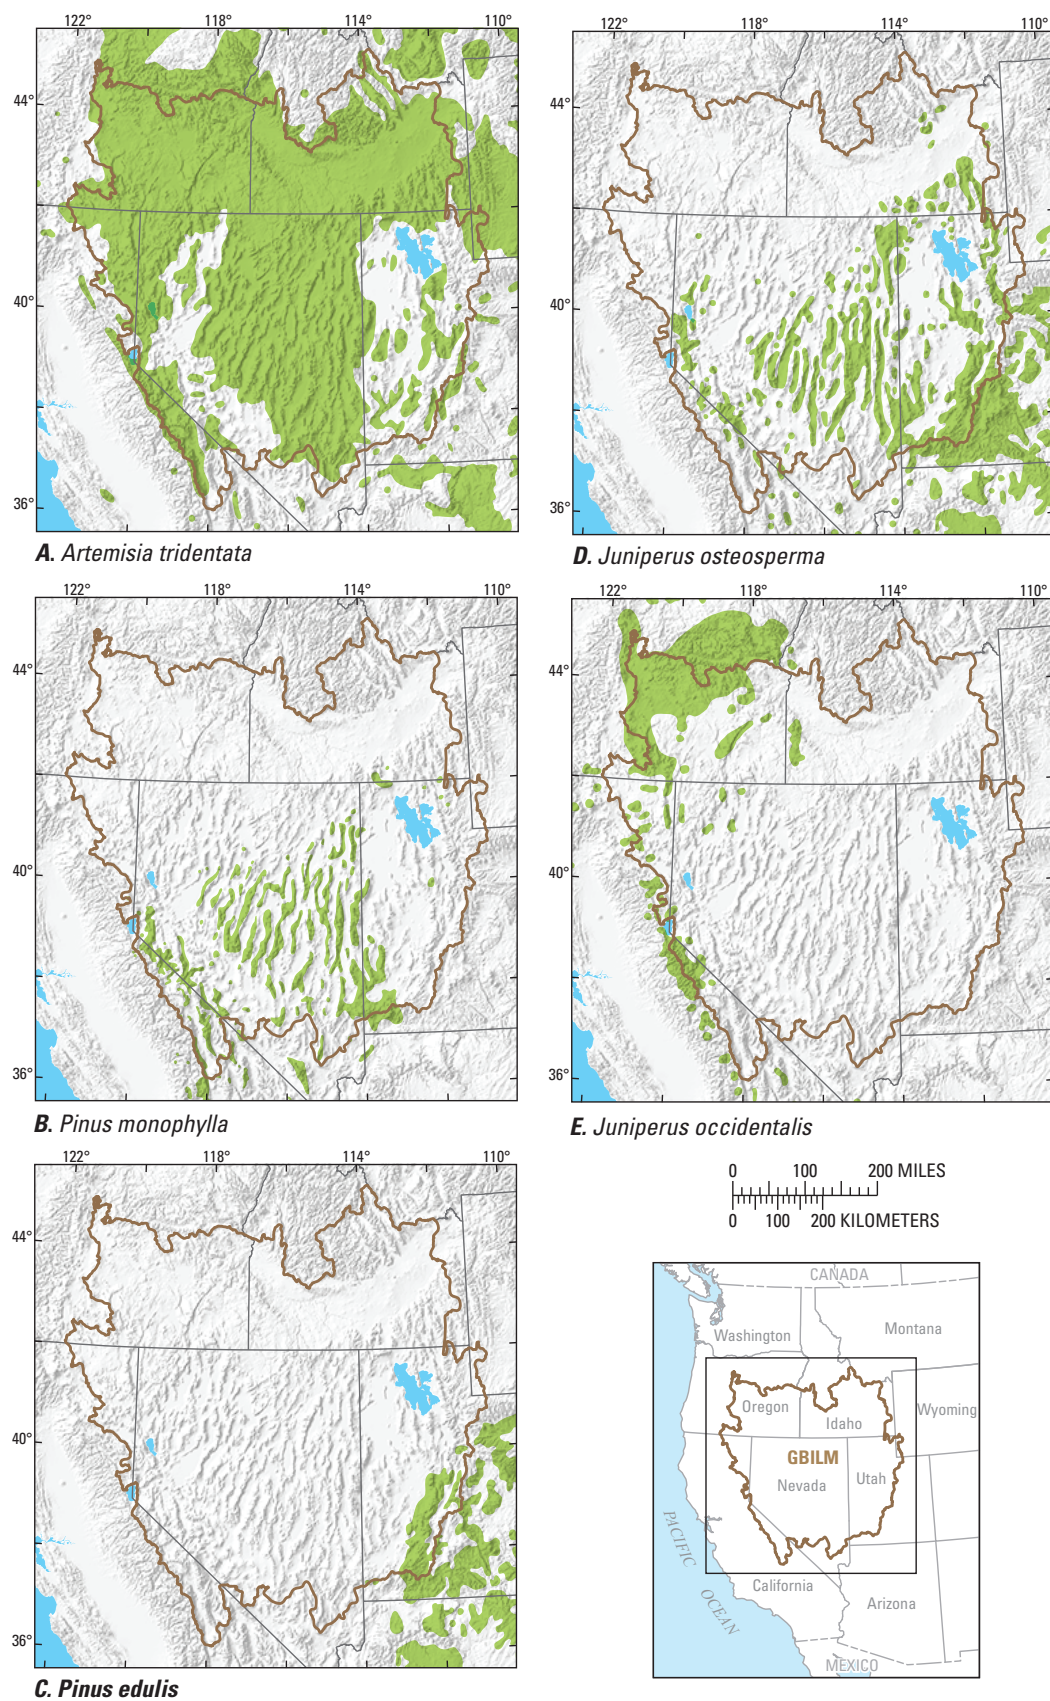 122°
118°
114°
110°
44°
40°
36°
A. Artemisia tridentata
122°
118°
114°
110°
44°
40°
36°
D. Juniperus osteosperma
122°
118°
114°
110°
44°
40°
36°
B. Pinus monophylla
122°
118°
114°
110°
44°
40°
36°
E. Juniperus occidentalis
122°
118°
114°
110°
44°
40°
36°
C. Pinus edulis
0 100 200 MILES
0 100 200 KILOMETERS
CANADA
Washington
Montana
Oregon
Idaho
Wyoming
GBILM
Nevada
Utah
PACIFIC OCEAN
California
Arizona
MEXICO